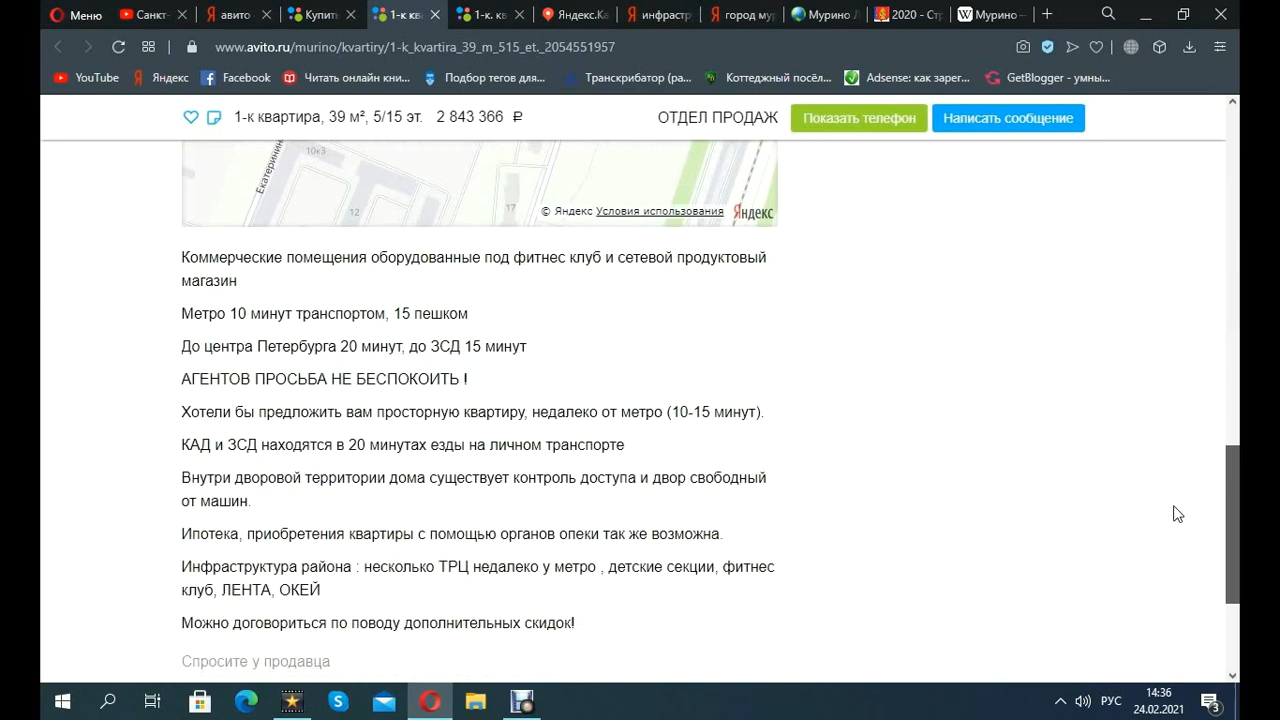 Меню
Санкт-
авито
Купить
1-к ква
1-к. кв
Яндекс.Ка
инфрастр
город мур
Мурино Л
2020 - Стр
Мурино —
www.avito.ru/murino/kvartiry/1-k_kvartira_39_m_515_et._2054551957
YouTube
Яндекс
Facebook
Читать онлайн кни...
Подбор тегов для...
Транскрибатор (ра...
Коттеджный посёл...
Adsense: как зарег...
GetBlogger - умны...
1-к квартира, 39 м², 5/15 эт. 2 843 366 ₽
ОТДЕЛ ПРОДАЖ
Показать телефон
Написать сообщение
10к3
Екатеринин
12
17
© Яндекс Условия использования
Яндекс
Коммерческие помещения оборудованные под фитнес клуб и сетевой продуктовый
магазин
Метро 10 минут транспортом, 15 пешком
До центра Петербурга 20 минут, до ЗСД 15 минут
АГЕНТОВ ПРОСЬБА НЕ БЕСПОКОИТЬ !
Хотели бы предложить вам просторную квартиру, недалеко от метро (10-15 минут).
КАД и ЗСД находятся в 20 минутах езды на личном транспорте
Внутри дворовой территории дома существует контроль доступа и двор свободный
от машин.
Ипотека, приобретения квартиры с помощью органов опеки так же возможна.
Инфраструктура района : несколько ТРЦ недалеко у метро , детские секции, фитнес
клуб, ЛЕНТА, ОКЕЙ
Можно договориться по поводу дополнительных скидок!
Спросите у продавца
РУС
14:36
24.02.2021
3